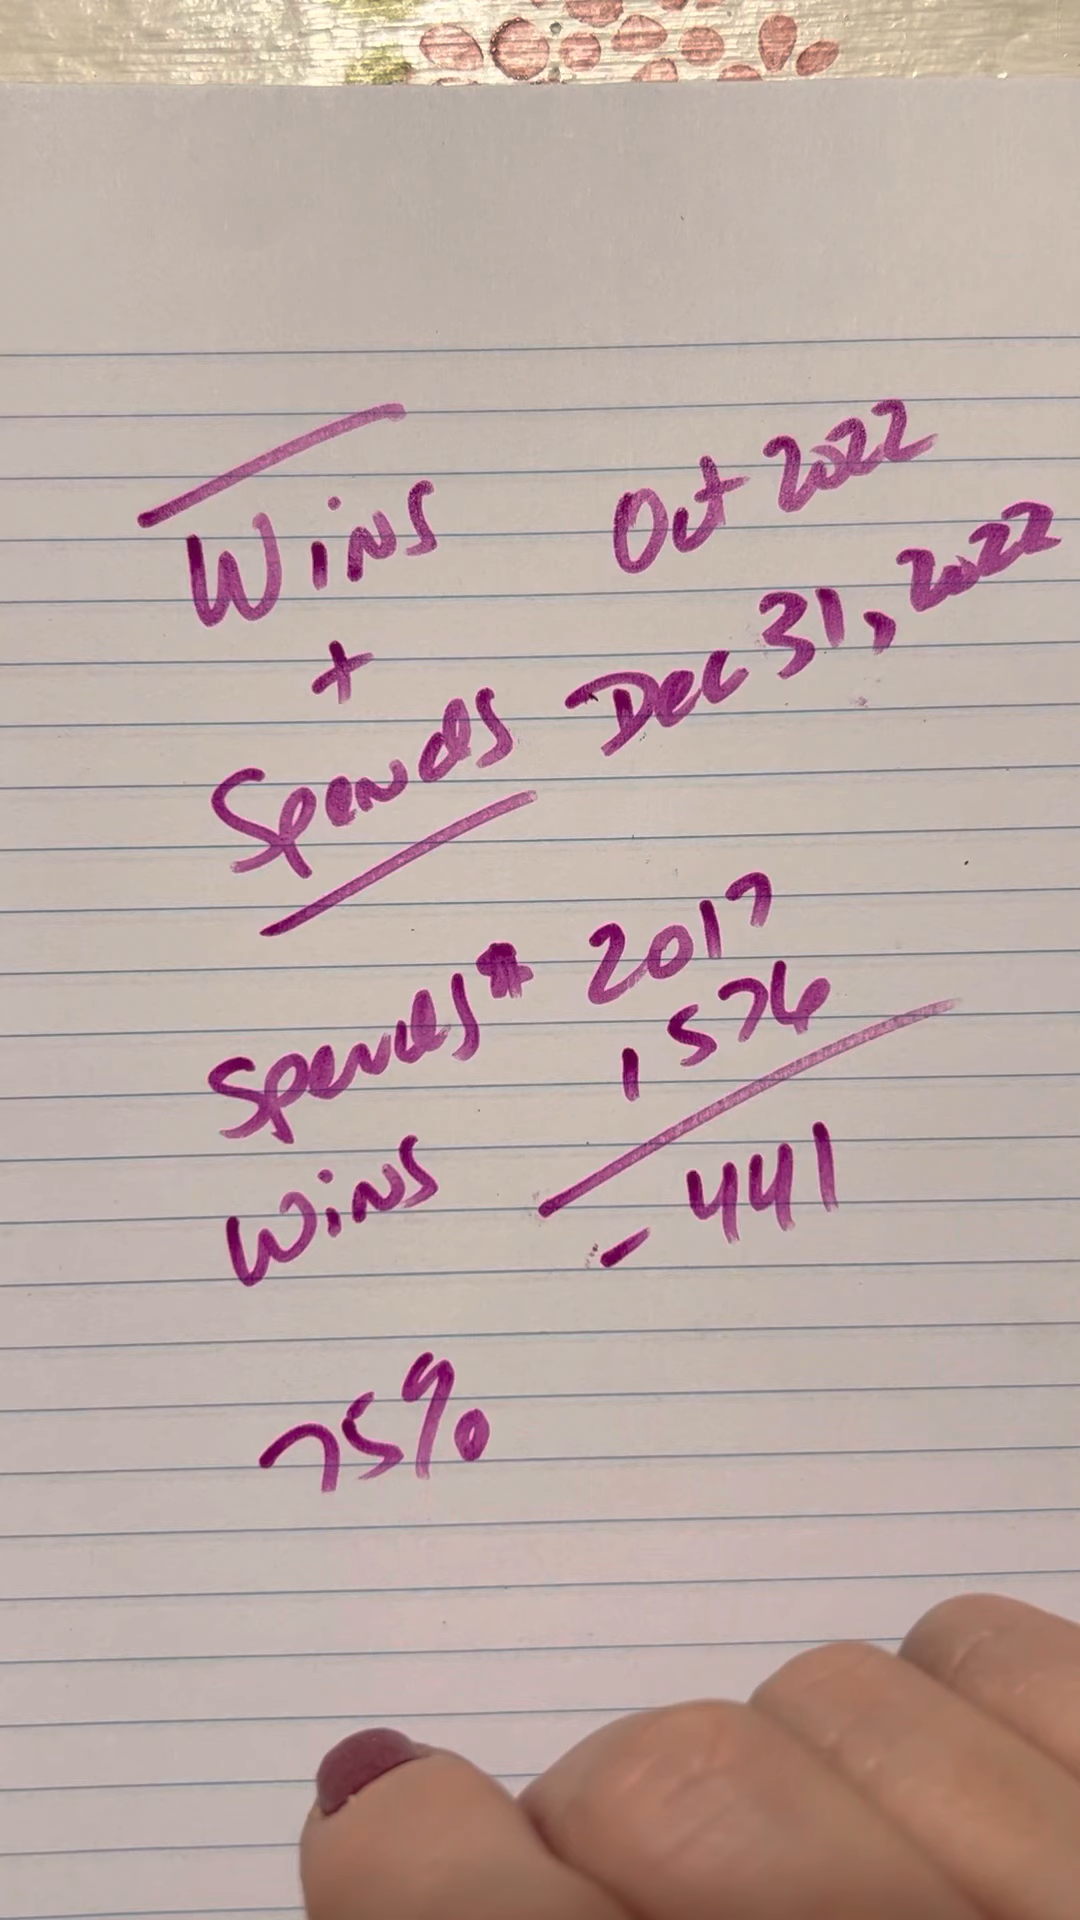 Wins Oct 2022
+
Spends Dec 31, 2022
Spends* 2017
Wins 1576
- 441
75%